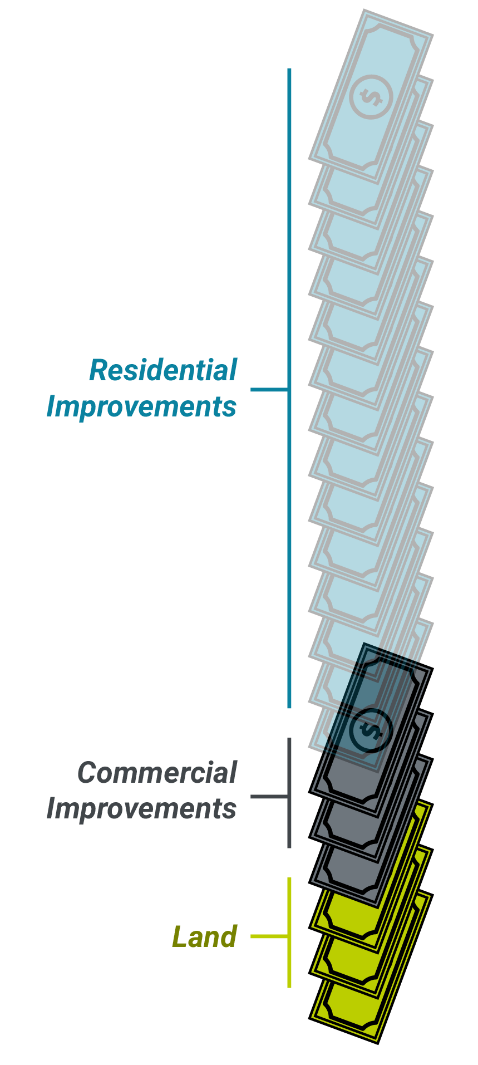 $
Residential
Improvements
$
Commercial
Improvements
Land